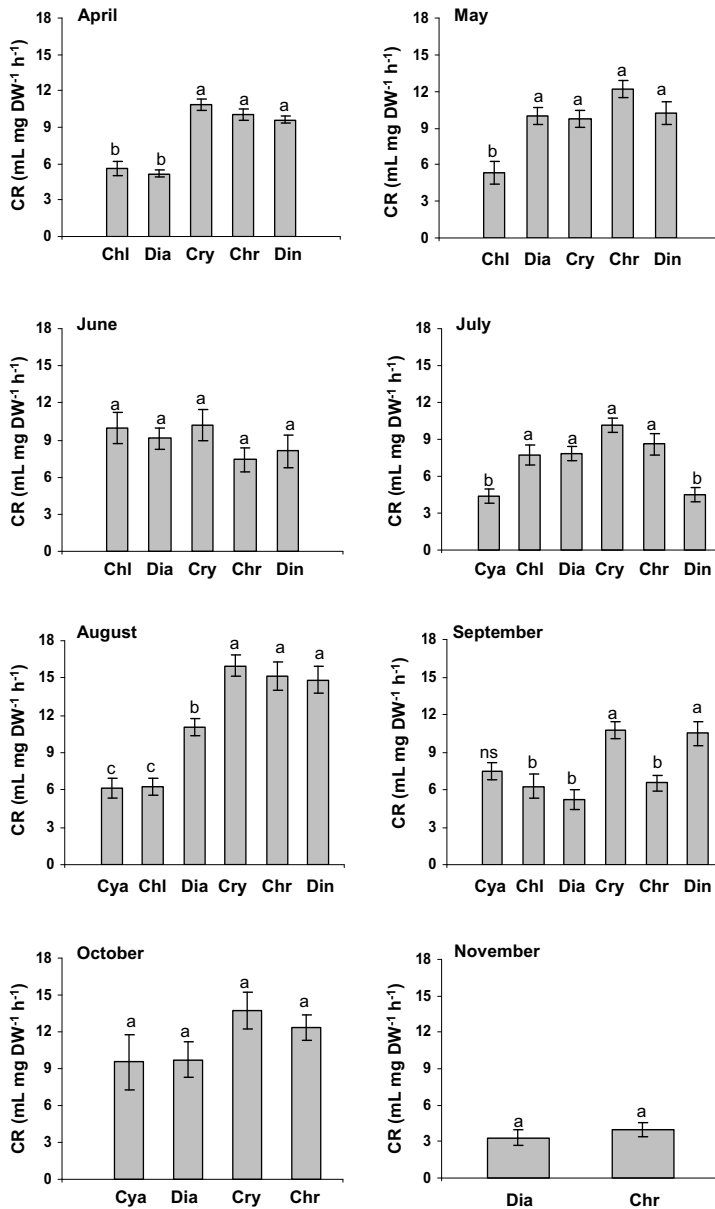 April
CR (mL mg DW⁻¹ h⁻¹)
18
15
12
9
6
3
0
b
b
a
a
a
Chl Dia Cry Chr Din
May
CR (mL mg DW⁻¹ h⁻¹)
18
15
12
9
6
3
0
b
a
a
a
a
Chl Dia Cry Chr Din
June
CR (mL mg DW⁻¹ h⁻¹)
18
15
12
9
6
3
0
a
a
a
a
a
Chl Dia Cry Chr Din
July
CR (mL mg DW⁻¹ h⁻¹)
18
15
12
9
6
3
0
b
a
a
a
a
b
Cya Chl Dia Cry Chr Din
August
CR (mL mg DW⁻¹ h⁻¹)
18
15
12
9
6
3
0
c
c
b
a
a
a
Cya Chl Dia Cry Chr Din
September
CR (mL mg DW⁻¹ h⁻¹)
18
15
12
9
6
3
0
ns
b
b
a
b
a
Cya Chl Dia Cry Chr Din
October
CR (mL mg DW⁻¹ h⁻¹)
18
15
12
9
6
3
0
a
a
a
a
Cya Dia Cry Chr
November
CR (mL mg DW⁻¹ h⁻¹)
18
15
12
9
6
3
0
a
a
Dia Chr